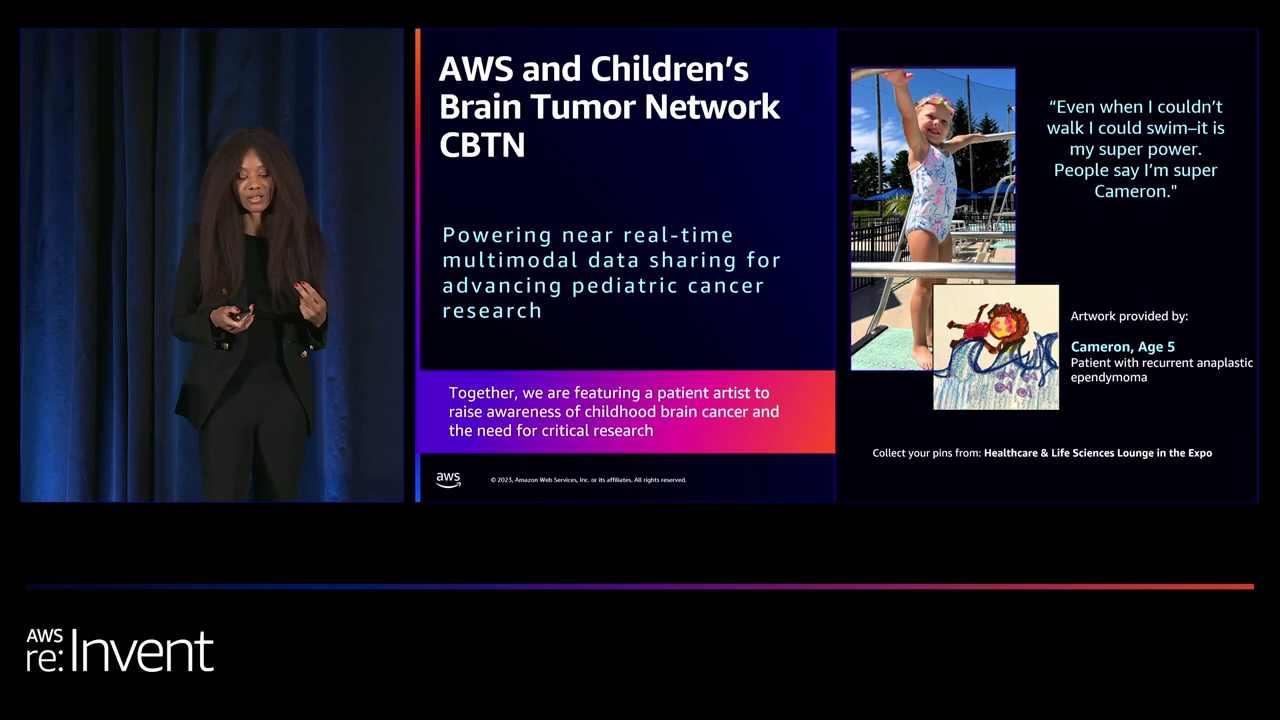 AWS and Children’s
Brain Tumor Network
CBTN
Powering near real-time
multimodal data sharing for
advancing pediatric cancer
research
Together, we are featuring a patient artist to
raise awareness of childhood brain cancer and
the need for critical research
aws
© 2023, Amazon Web Services, Inc. or its affiliates. All rights reserved.
“Even when I couldn’t
walk I could swim–it is
my super power.
People say I’m super
Cameron."
Artwork provided by:
Cameron, Age 5
Patient with recurrent anaplastic
ependymoma
Collect your pins from: Healthcare & Life Sciences Lounge in the Expo
AWS
re:Invent